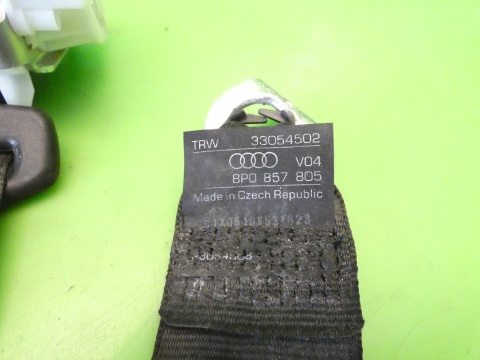 TRW 33054502
V04
8P0 857 805
Made in Czech Republic